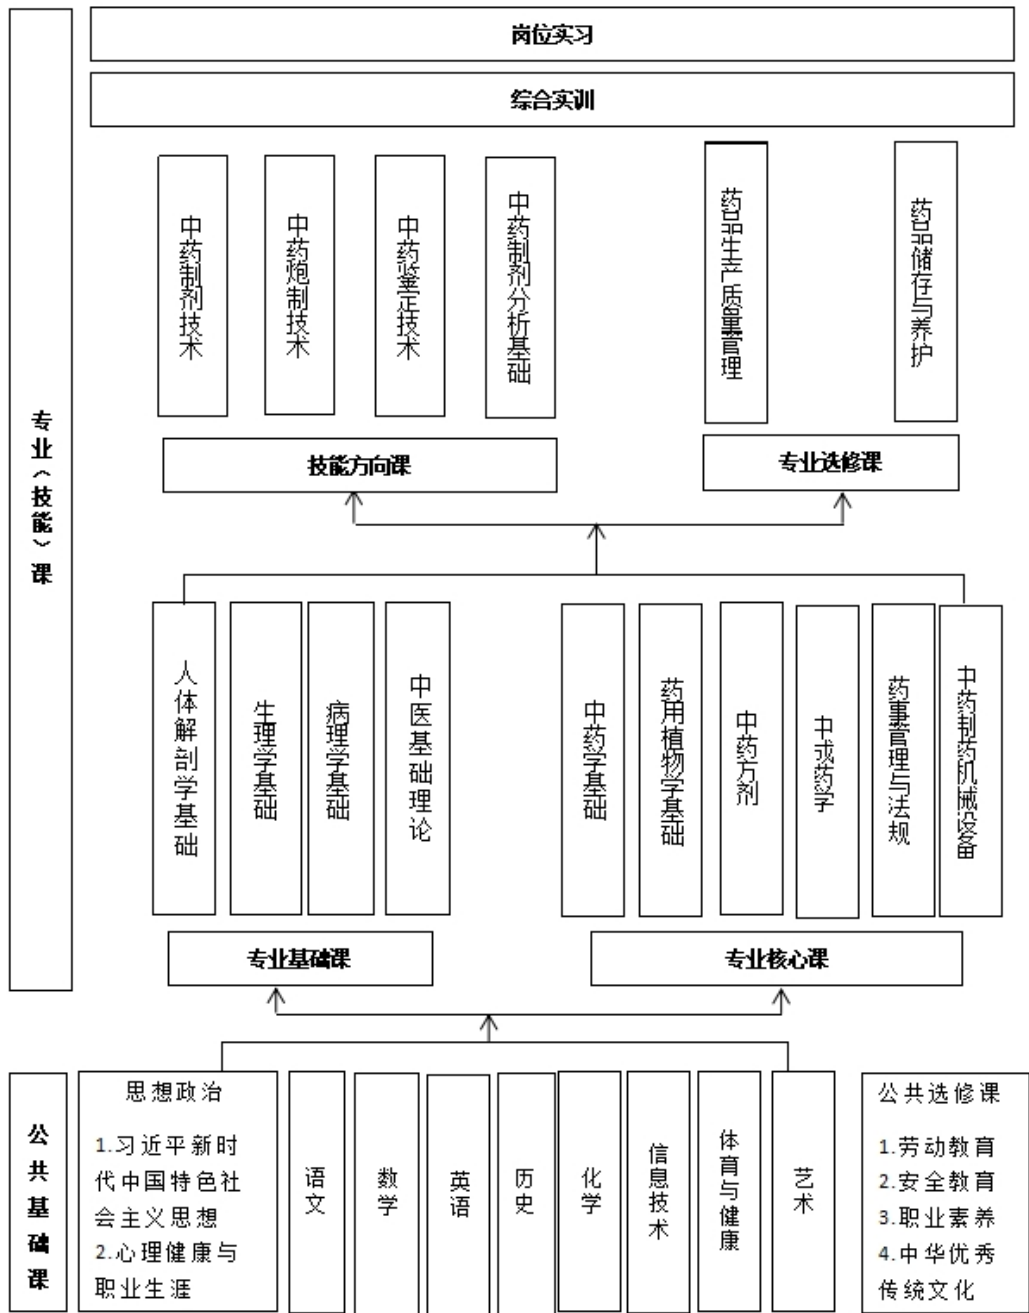 岗位实习
综合实训
专业（技能）课
中药制剂技术
中药炮制技术
中药鉴定技术
中药制剂分析基础
药品生产质量管理
药品储存与养护
技能方向课
专业选修课
人体解剖学基础
生理学基础
病理学基础
中医基础理论
中药学基础
药用植物学基础
中药方剂
中成药学
药事管理与法规
中药制药机械设备
专业基础课
专业核心课
公共基础课
思想政治
1.习近平新时
代中国特色社
会主义思想
2.心理健康与
职业生涯
语文
数学
英语
历史
化学
信息技术
体育与健康
艺术
公共选修课
1.劳动教育
2.安全教育
3.职业素养
4.中华优秀
传统文化